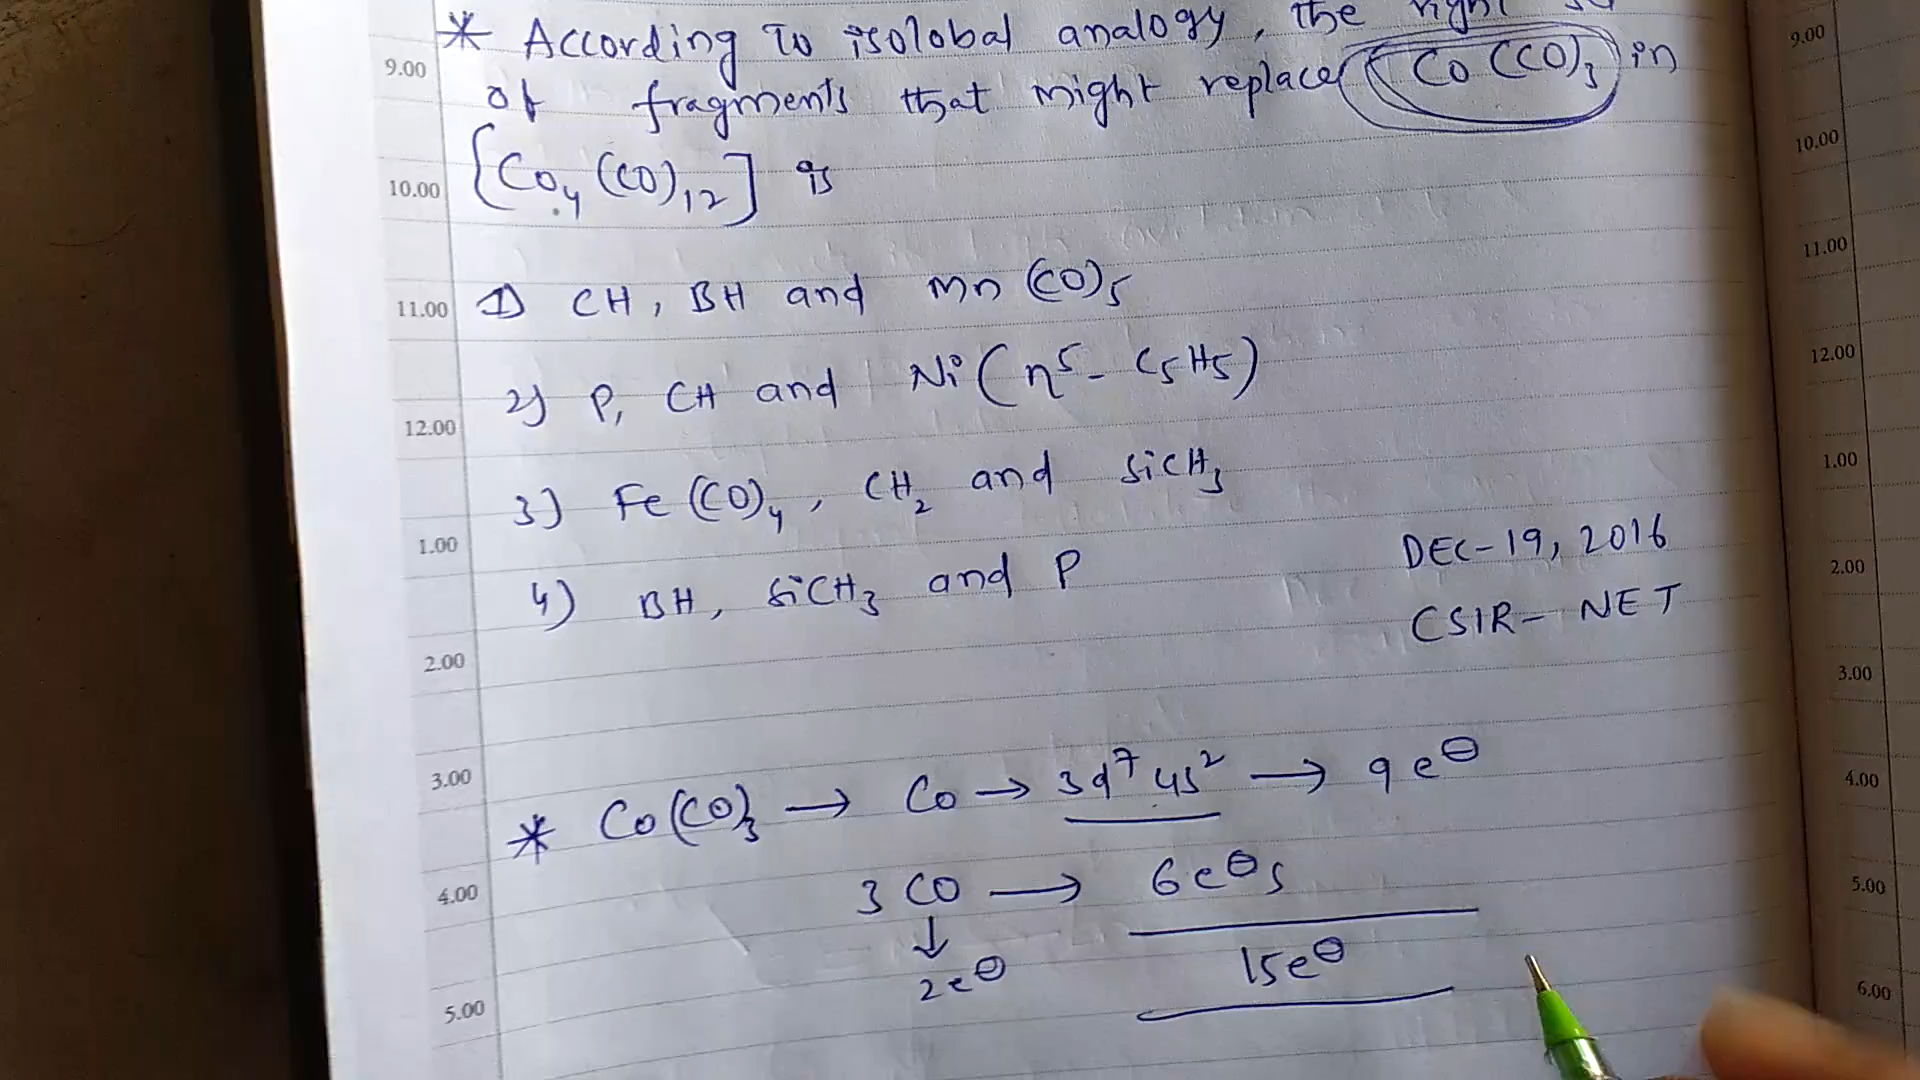 * According to isolobal analogy, the right
of fragments that might replace Co(CO)3 in
[Co4(CO)12] is
1) CH, BH and Mn(CO)5
2) P, CH and Ni(η5-C5H5)
3) Fe(CO)4, CH2 and SiCH3
4) BH, SiCH3 and P
DEC-19, 2016
CSIR-NET
* Co(CO)3 → Co → 3d7 4s2 → 9e⊖
3CO → 6e⊖s
↓
2e⊖
15e⊖
9.00
10.00
11.00
12.00
1.00
2.00
3.00
4.00
5.00
9.00
10.00
11.00
12.00
1.00
2.00
3.00
4.00
5.00
6.00